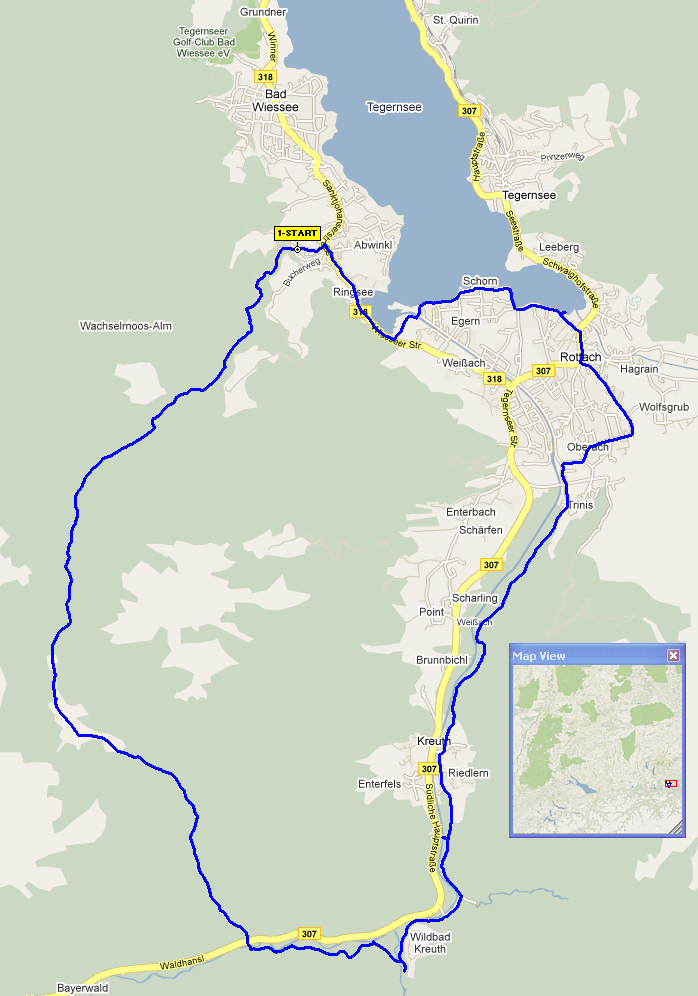 Grundner
St. Quirin
Tegernseer
Golf-Club Bad
Wiessee eV
Winner
318
Bad
Wiessee
Tegernsee
307
Hauptstraße
Prinzenweg
Sanktjohanserstraße
Tegernsee
Seestraße
1-START
Abwinkl
Leeberg
Bucherweg
Schwaighofstraße
Ringsee
Schorn
318
Wachselmoos-Alm
Egern
Wiesseer Str.
Weißach
Rottach
307
Hagrain
318
Tegernseer Str
Wolfsgrub
Oberach
Enterbach
Trinis
Schärfen
307
Scharling
Point
Weißach
Brunnbichl
Map View
Kreuth
307
Riedlern
Enterfels
Südliche Hauptstraße
307
Wildbad
Kreuth
Waldhansl
Bayerwald